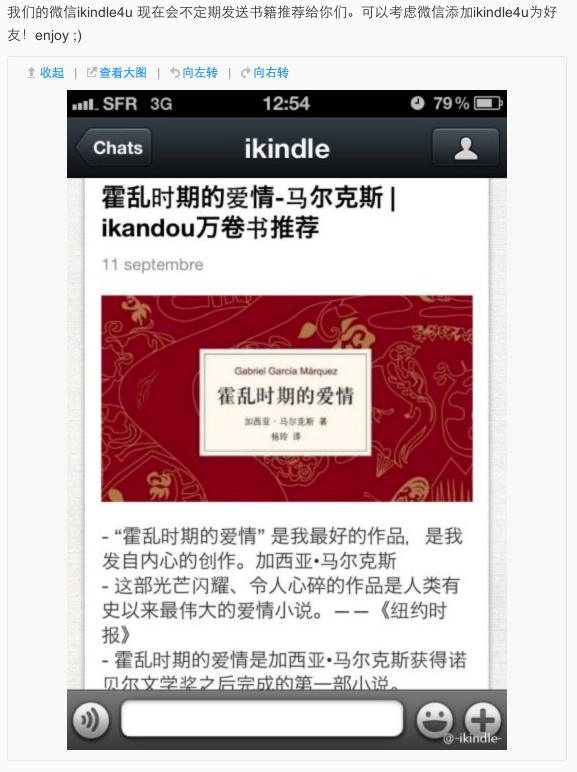 我们的微信ikindle4u 现在会不定期发送书籍推荐给你们。可以考虑微信添加ikindle4u为好
友！enjoy ;)
收起 | 查看大图 | 向左转 | 向右转
SFR 3G 12:54 79%
Chats ikindle
霍乱时期的爱情-马尔克斯 |
ikandou万卷书推荐
11 septembre
Gabriel García Márquez
霍乱时期的爱情
加西亚·马尔克斯 著
杨玲 译
- “霍乱时期的爱情” 是我最好的作品，是我
发自内心的创作。加西亚•马尔克斯
- 这部光芒闪耀、令人心碎的作品是人类有
史以来最伟大的爱情小说。——《纽约时
报》
- 霍乱时期的爱情是加西亚•马尔克斯获得诺
贝尔文学奖之后完成的第一部小说。
@-ikindle-